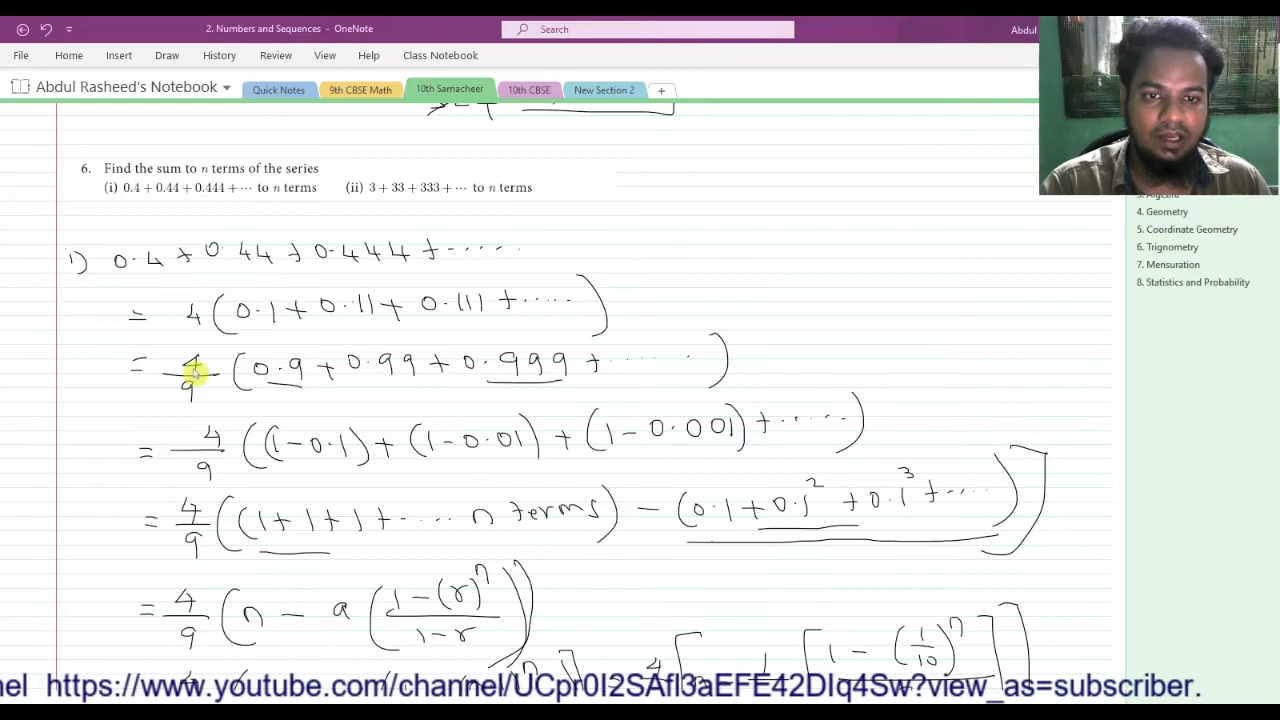 2. Numbers and Sequences - OneNote
Search
Abdul
File Home Insert Draw History Review View Help Class Notebook
Abdul Rasheed's Notebook
Quick Notes 9th CBSE Math 10th Samacheer 10th CBSE New Section 2 +
6. Find the sum to n terms of the series
(i) 0.4 + 0.44 + 0.444 + ⋯ to n terms (ii) 3 + 33 + 333 + ⋯ to n terms
4. Geometry
5. Coordinate Geometry
6. Trignometry
7. Mensuration
8. Statistics and Probability
i) 0.4 + 0.44 + 0.444 + .....
= 4 (0.1 + 0.11 + 0.111 + .....)
= 4/9 (0.9 + 0.99 + 0.999 + ......)
= 4/9 ((1-0.1) + (1-0.01) + (1-0.001) + .....)
= 4/9 ((1+1+1+.... n terms) - (0.1 + 0.1² + 0.1³ + ....))
= 4/9 (n - a (1-(r)ⁿ / 1-r))
1 - (1/10)ⁿ
nel https://www.youtube.com/channel/UCpr0I2SAfl3aEFE42DIq4Sw?view_as=subscriber.